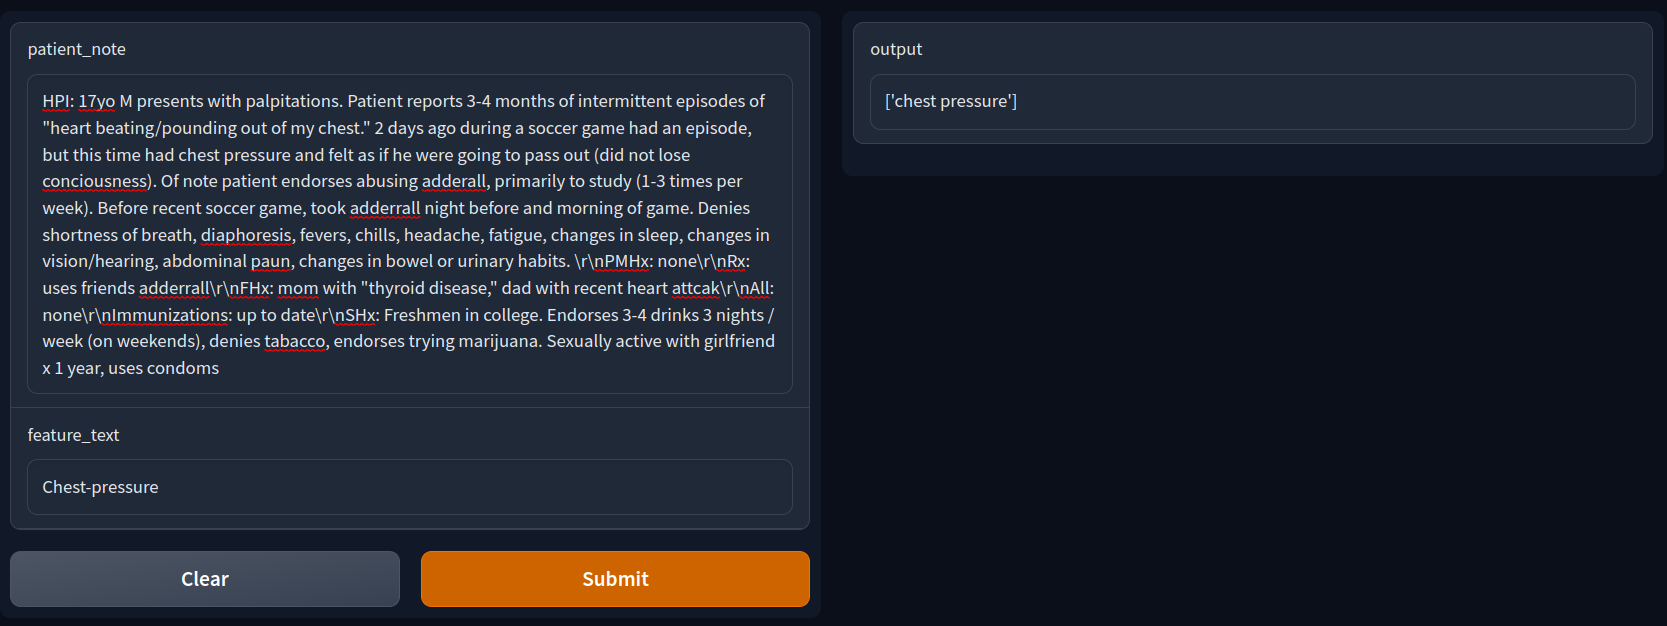 patient_note
HPI: 17yo M presents with palpitations. Patient reports 3-4 months of intermittent episodes of
"heart beating/pounding out of my chest." 2 days ago during a soccer game had an episode,
but this time had chest pressure and felt as if he were going to pass out (did not lose
conciousness). Of note patient endorses abusing adderall, primarily to study (1-3 times per
week). Before recent soccer game, took adderrall night before and morning of game. Denies
shortness of breath, diaphoresis, fevers, chills, headache, fatigue, changes in sleep, changes in
vision/hearing, abdominal paun, changes in bowel or urinary habits. \r\nPMHx: none\r\nRx:
uses friends adderrall\r\nFHx: mom with "thyroid disease," dad with recent heart attcak\r\nAll:
none\r\nImmunizations: up to date\r\nSHx: Freshmen in college. Endorses 3-4 drinks 3 nights /
week (on weekends), denies tabacco, endorses trying marijuana. Sexually active with girlfriend
x 1 year, uses condoms
feature_text
Chest-pressure
Clear
Submit
output
['chest pressure']